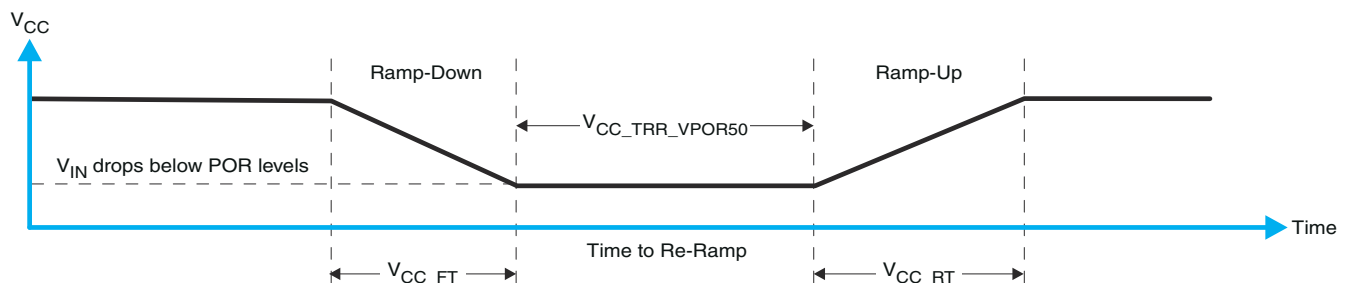 VCC
Ramp-Down
Ramp-Up
VCC_TRR_VPOR50
VIN drops below POR levels
Time
Time to Re-Ramp
VCC_FT
VCC_RT